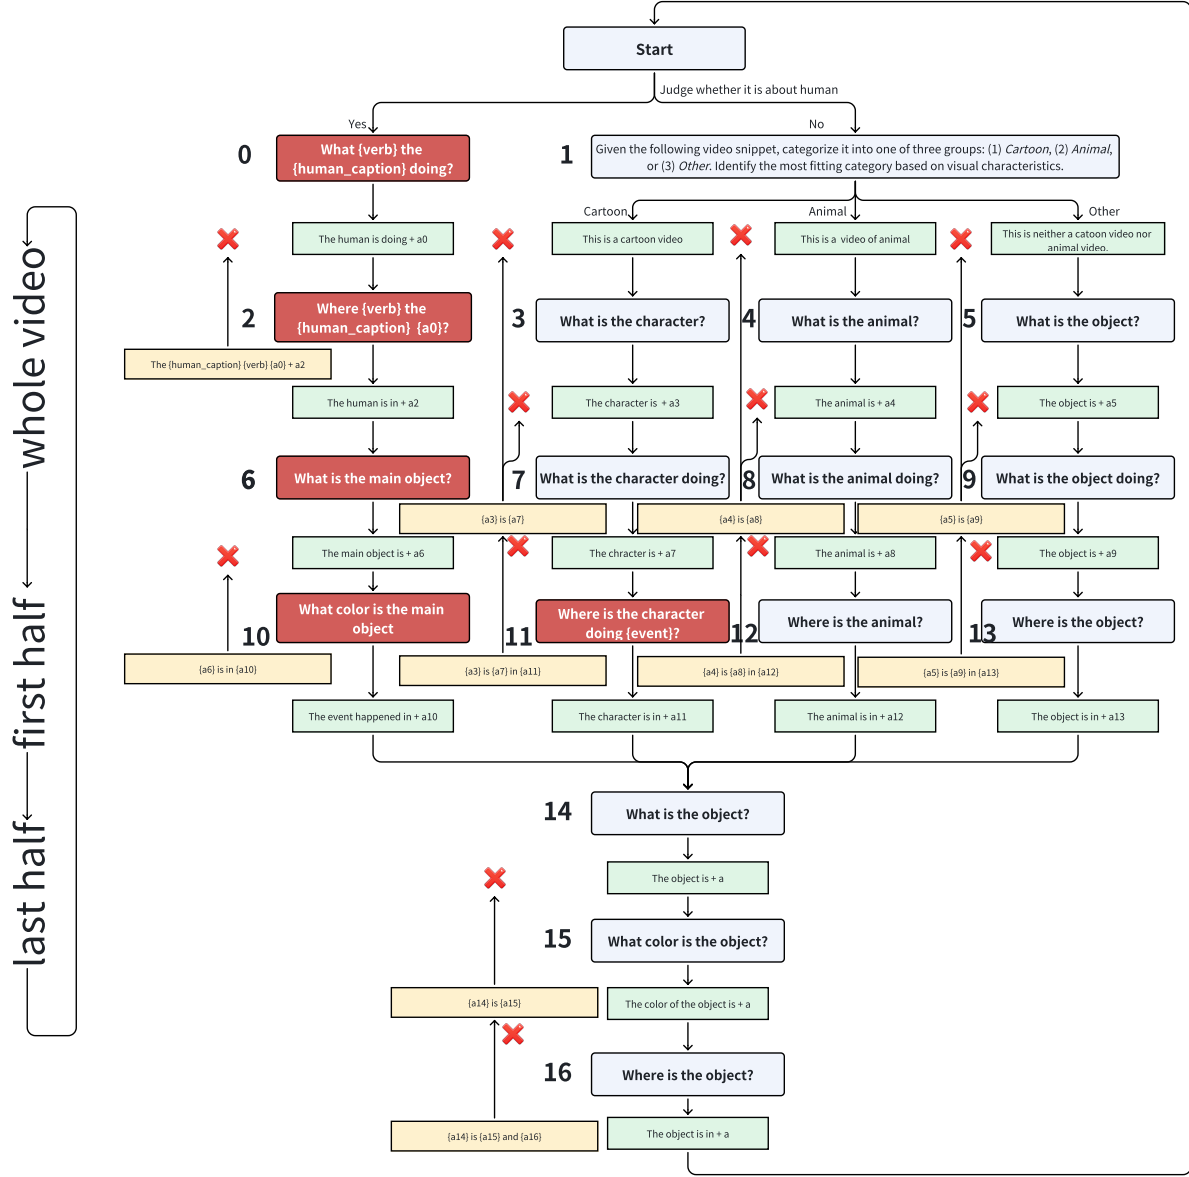 Start
Judge whether it is about human
Yes
No
0
What {verb} the
{human_caption} doing?
1
Given the following video snippet, categorize it into one of three groups: (1) Cartoon, (2) Animal,
or (3) Other. Identify the most fitting category based on visual characteristics.
Cartoon
Animal
Other
The human is doing + a0
This is a cartoon video
This is a  video of animal
This is neither a catoon video nor
animal video.
whole video
2
Where {verb} the
{human_caption}  {a0}?
3
What is the character?
4
What is the animal?
5
What is the object?
The {human_caption} {verb} {a0} + a2
The human is in + a2
The character is  + a3
The animal is + a4
The object is + a5
6
What is the main object?
7
What is the character doing?
8
What is the animal doing?
9
What is the object doing?
{a3} is {a7}
{a4} is {a8}
{a5} is {a9}
The main object is + a6
The chracter is + a7
The animal is + a8
The object is + a9
first half
10
What color is the main
object
11
Where is the character
doing {event}?
12
Where is the animal?
13
Where is the object?
{a6} is in {a10}
{a3} is {a7} in {a11}
{a4} is {a8} in {a12}
{a5} is {a9} in {a13}
The event happened in + a10
The character is in + a11
The animal is in + a12
The object is in + a13
last half
14
What is the object?
The object is + a
15
What color is the object?
{a14} is {a15}
The color of the object is + a
16
Where is the object?
{a14} is {a15} and {a16}
The object is in + a